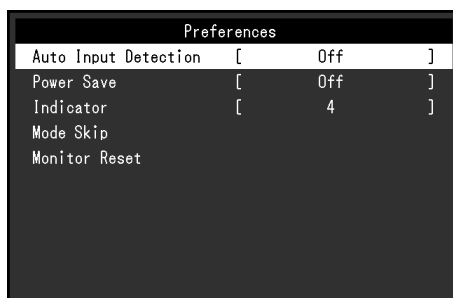 Preferences
Auto Input Detection [ Off ]
Power Save [ Off ]
Indicator [ 4 ]
Mode Skip
Monitor Reset